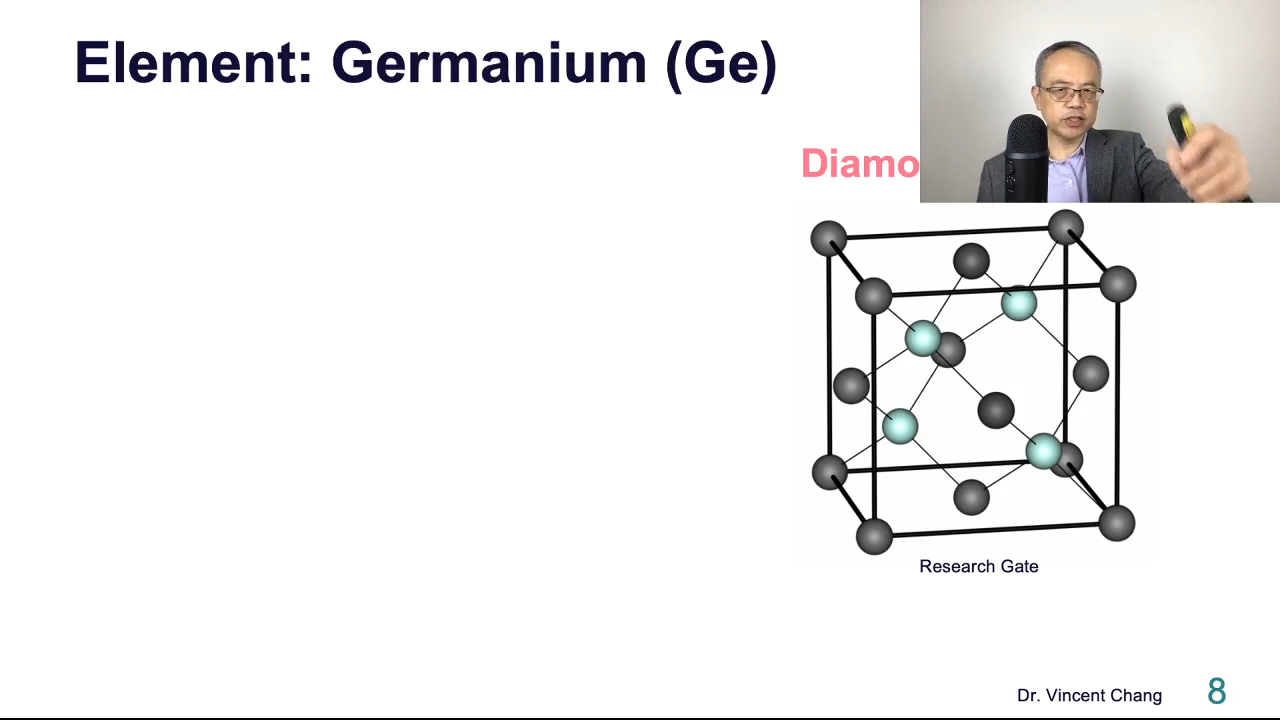 Element: Germanium (Ge)
Diamo
Research Gate
Dr. Vincent Chang
8